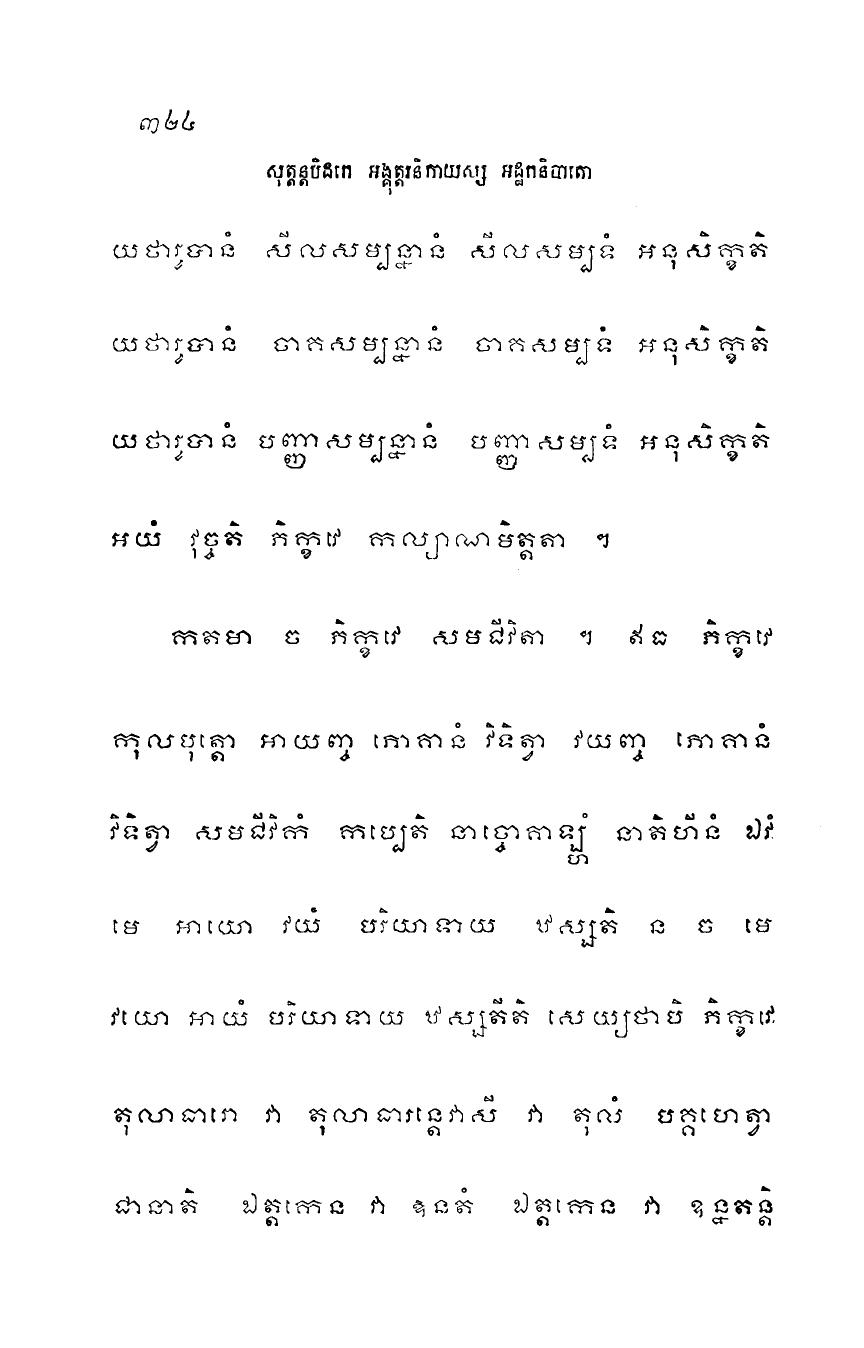 ៣២៤
សុត្តន្តបិដកេ អង្គុត្តរនិកាយស្ស អដ្ឋកនិបាតោ
យថារូបានំ សីលសម្បន្នានំ សីលសម្បទំ អនុសិក្ខតិ
យថារូបានំ ចាគសម្បន្នានំ ចាគសម្បទំ អនុសិក្ខតិ
យថារូបានំ បញ្ញាសម្បន្នានំ បញ្ញាសម្បទំ អនុសិក្ខតិ
អយំ វុច្ចតិ ភិក្ខវេ កល្យាណមិត្តតា ។
កតមា ច ភិក្ខវេ សមជីវិតា ។ ឥធ ភិក្ខវេ
កុលបុត្តោ អាយញ្ច ភោគានំ វិទិត្វា វយញ្ច ភោគានំ
វិទិត្វា សមជីវិកំ កប្បេតិ នាច្ចោគាឡ្ហំ នាតិហីនំ ឯវំ
មេ អាយោ វយំ បរិយាទាយ ឋស្សតិ ន ច មេ
វយោ អាយំ បរិយាទាយ ឋស្សតីតិ សេយ្យថាបិ ភិក្ខវេ
តុលាធារោ វា តុលាធារន្តេវាសី វា តុលំ បគ្គហេត្វា
ជានាតិ ឯត្តកេន វា ឱនតំ ឯត្តកេន វា ឧន្នតន្តិ